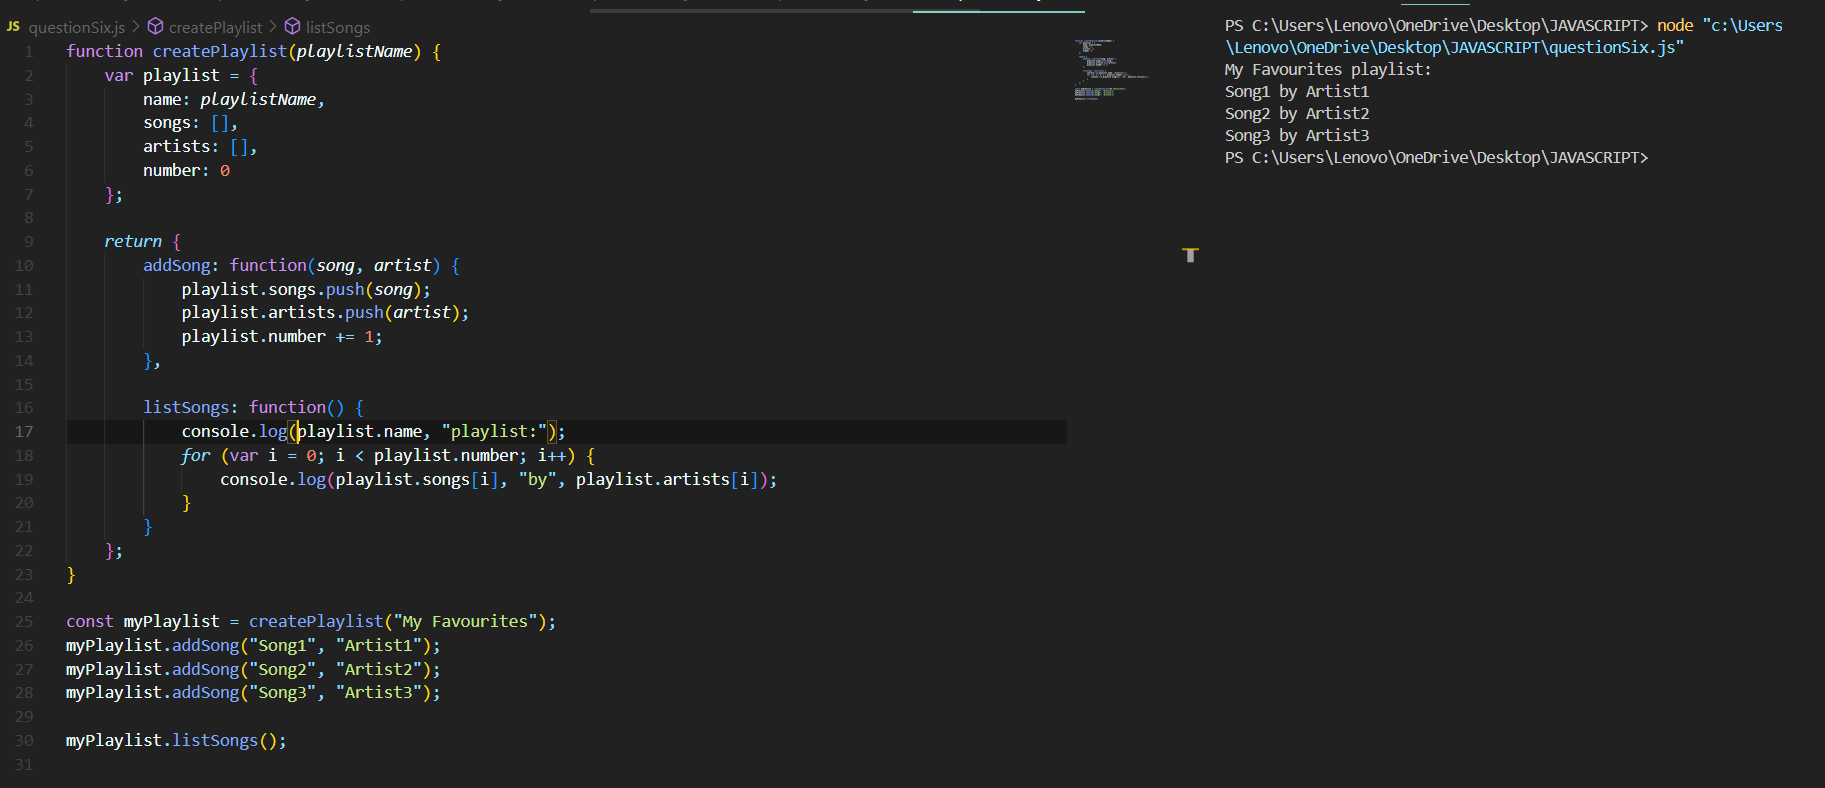 JS questionSix.js > createPlaylist > listSongs
1 function createPlaylist(playlistName) {
2 var playlist = {
3 name: playlistName,
4 songs: [],
5 artists: [],
6 number: 0
7 };
8
9 return {
10 addSong: function(song, artist) {
11 playlist.songs.push(song);
12 playlist.artists.push(artist);
13 playlist.number += 1;
14 },
15
16 listSongs: function() {
17 console.log(playlist.name, "playlist:");
18 for (var i = 0; i < playlist.number; i++) {
19 console.log(playlist.songs[i], "by", playlist.artists[i]);
20 }
21 }
22 };
23 }
24
25 const myPlaylist = createPlaylist("My Favourites");
26 myPlaylist.addSong("Song1", "Artist1");
27 myPlaylist.addSong("Song2", "Artist2");
28 myPlaylist.addSong("Song3", "Artist3");
29
30 myPlaylist.listSongs();
31
PS C:\Users\Lenovo\OneDrive\Desktop\JAVASCRIPT> node "c:\Users
\Lenovo\OneDrive\Desktop\JAVASCRIPT\questionSix.js"
My Favourites playlist:
Song1 by Artist1
Song2 by Artist2
Song3 by Artist3
PS C:\Users\Lenovo\OneDrive\Desktop\JAVASCRIPT>